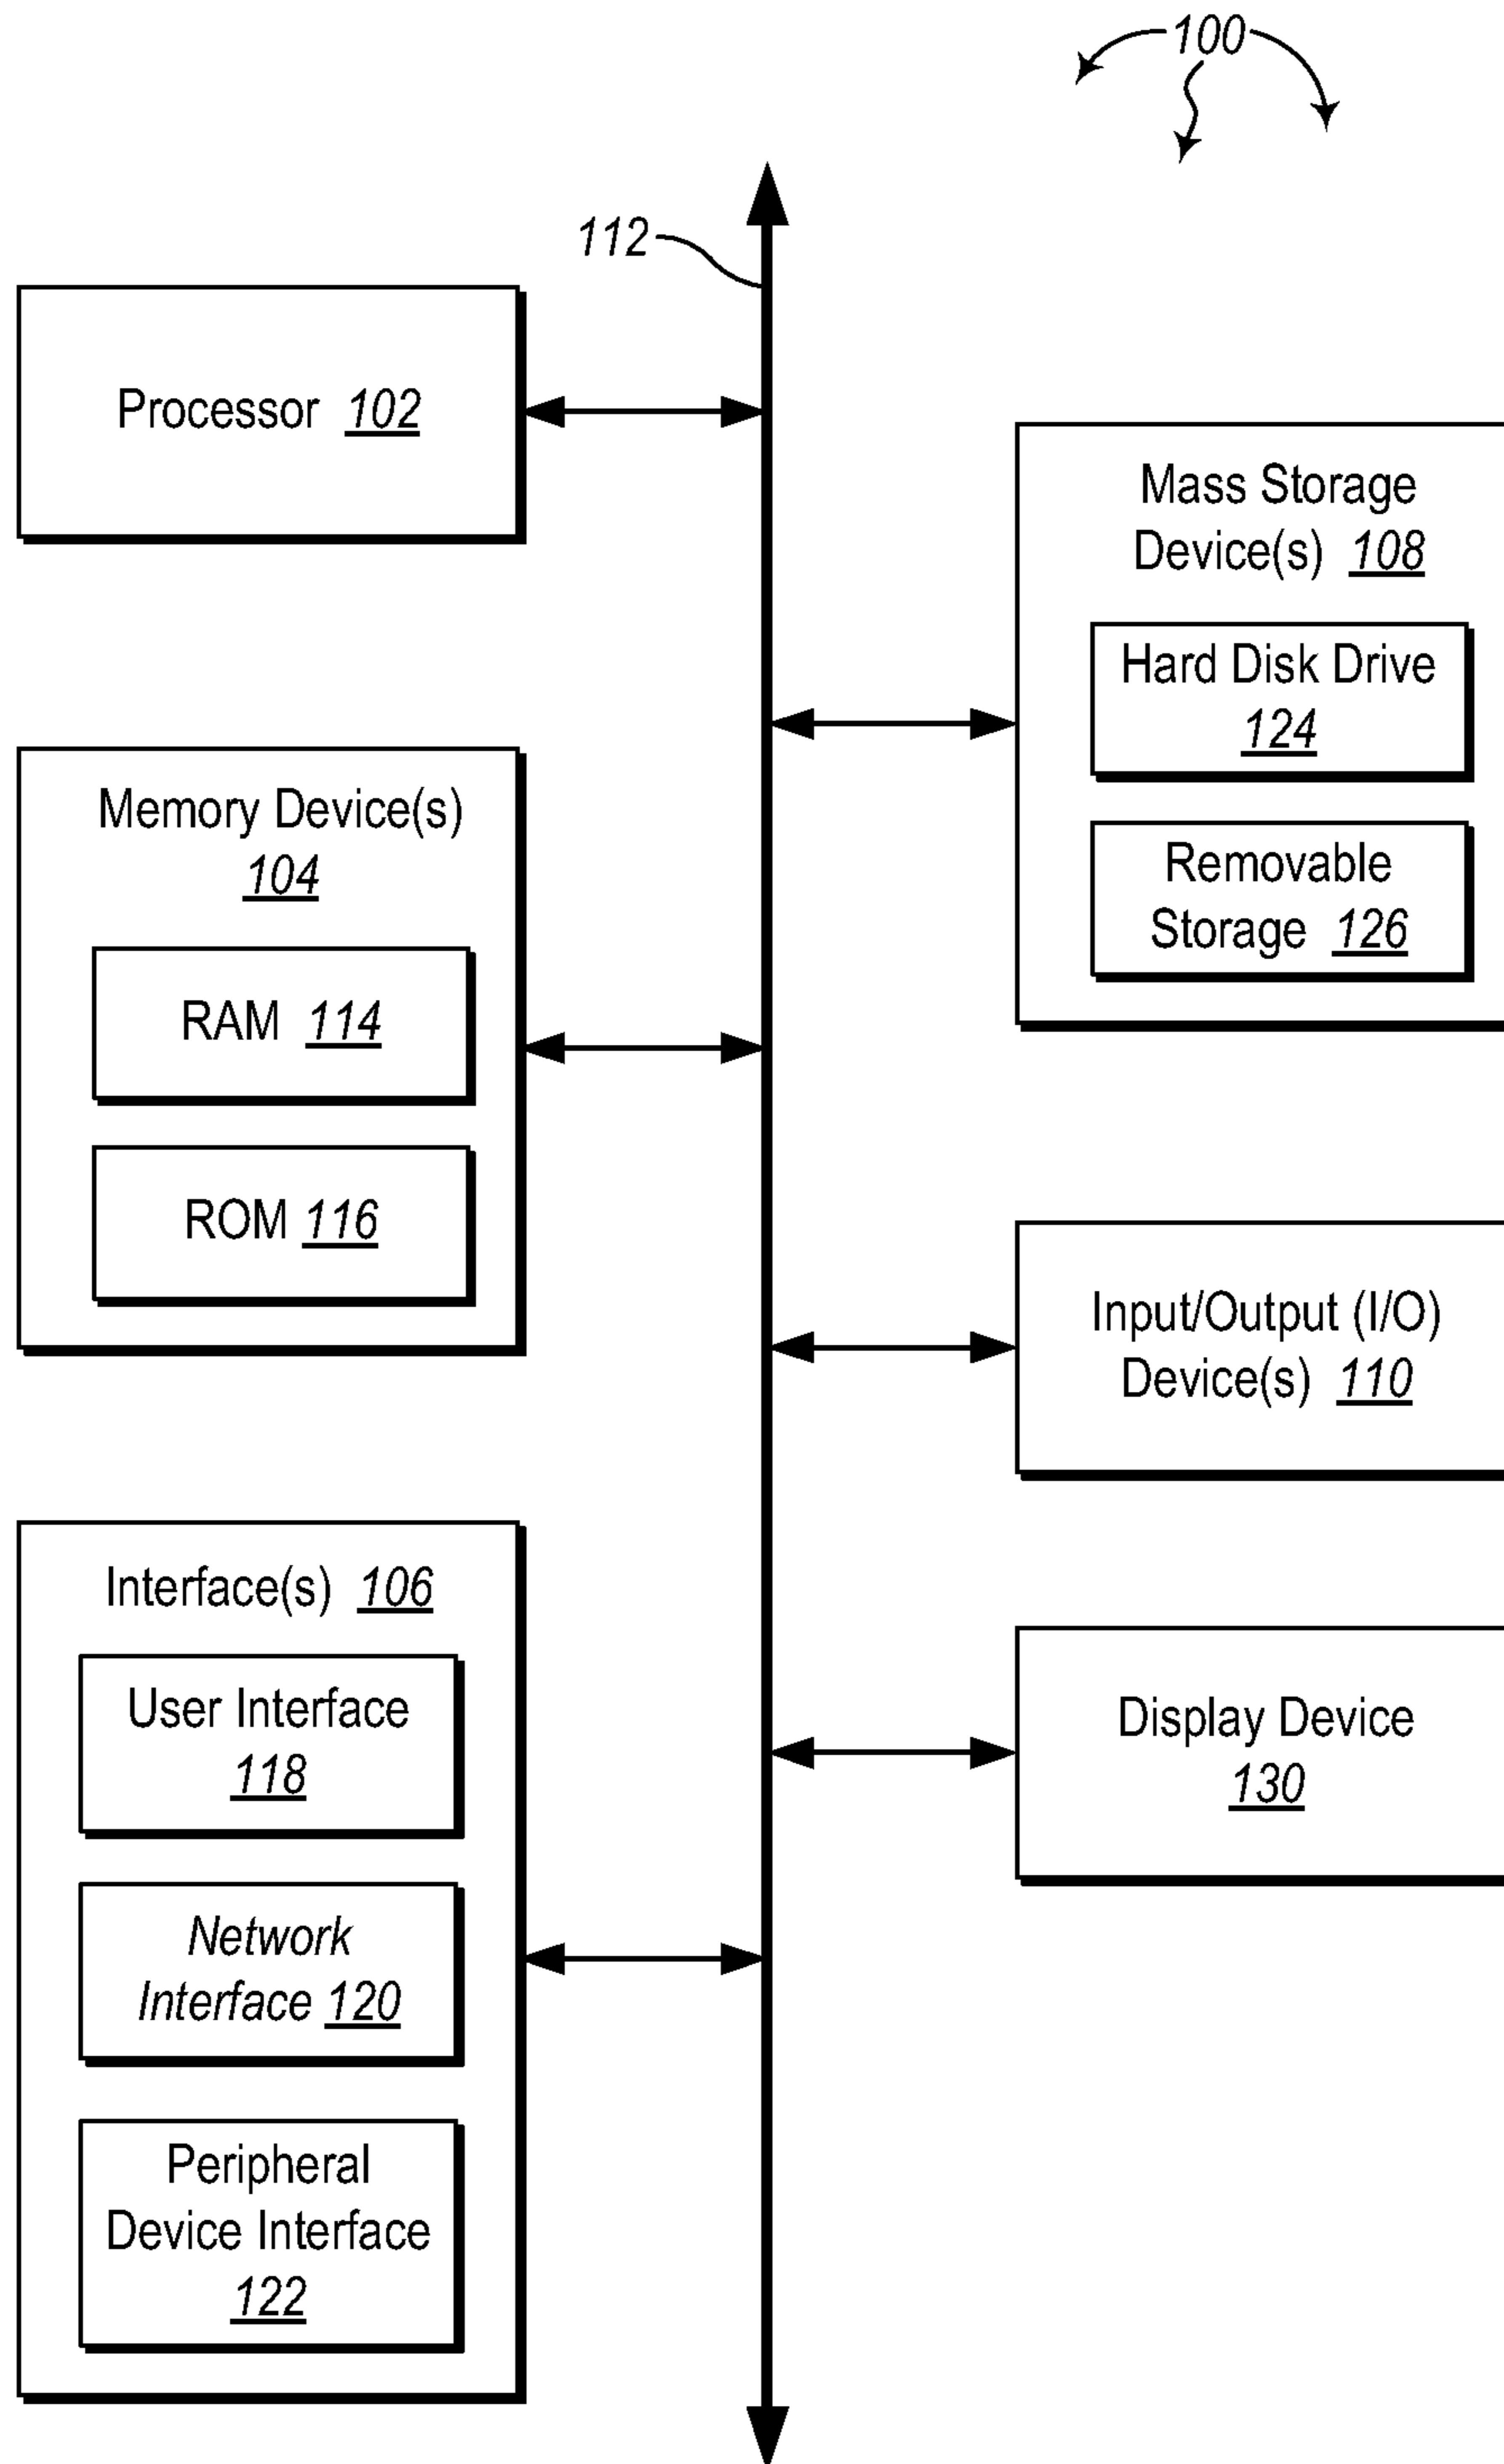 100
112
Processor 102
Memory Device(s)
104
RAM 114
ROM 116
Interface(s) 106
User Interface
118
Network
Interface 120
Peripheral
Device Interface
122
Mass Storage
Device(s) 108
Hard Disk Drive
124
Removable
Storage 126
Input/Output (I/O)
Device(s) 110
Display Device
130